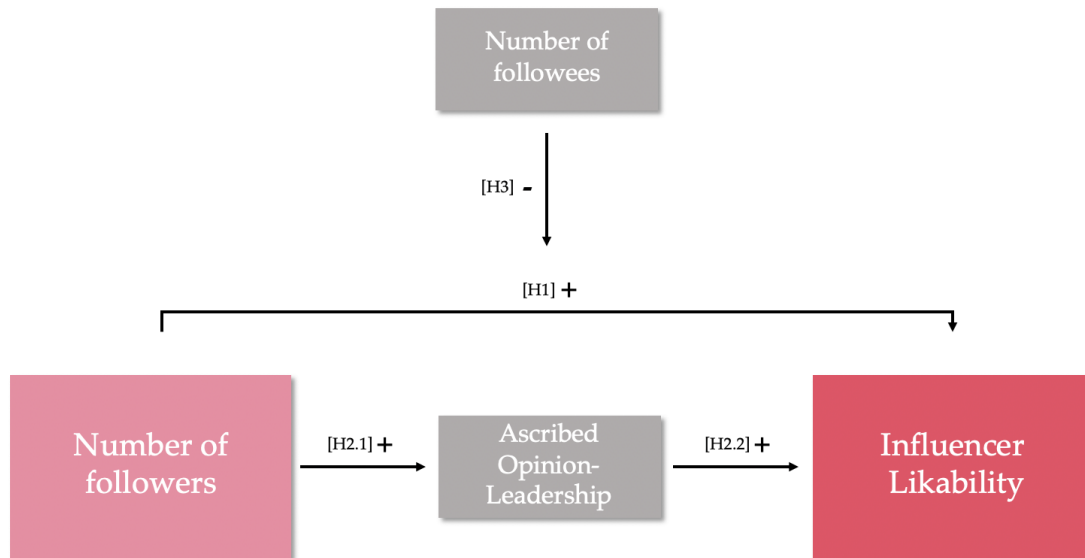 Number of
followees
[H3] -
[H1] +
Number of
followers
[H2.1] +
Ascribed
Opinion-
Leadership
[H2.2] +
Influencer
Likability